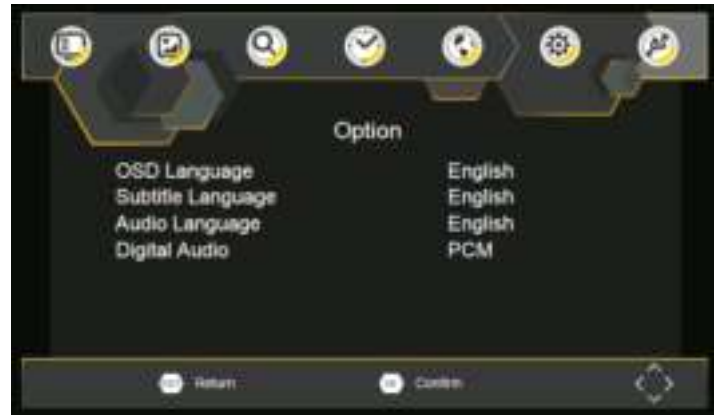 Option
OSD Language English
Subtitle Language English
Audio Language English
Digital Audio PCM
Return Confirm